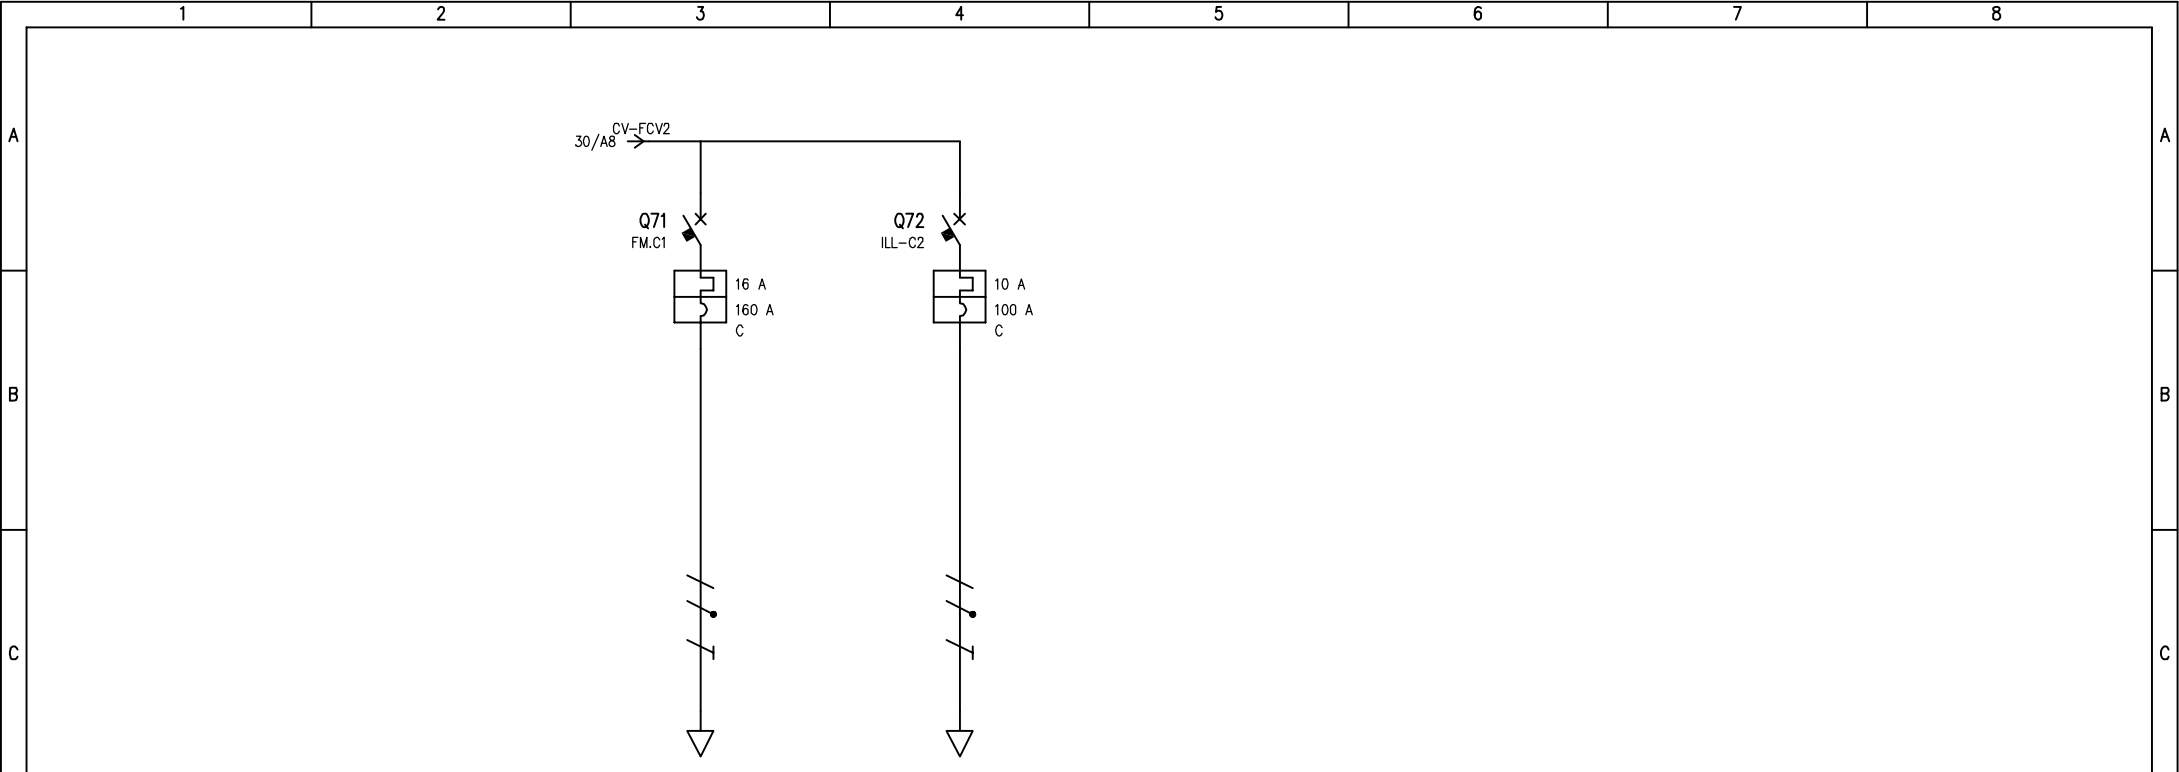 1 2 3 4 5 6 7 8
A A
CV-FCV2
30/A8
Q71 Q72
FM.C1 ILL-C2
16 A 10 A
160 A 100 A
C C
B B
C C